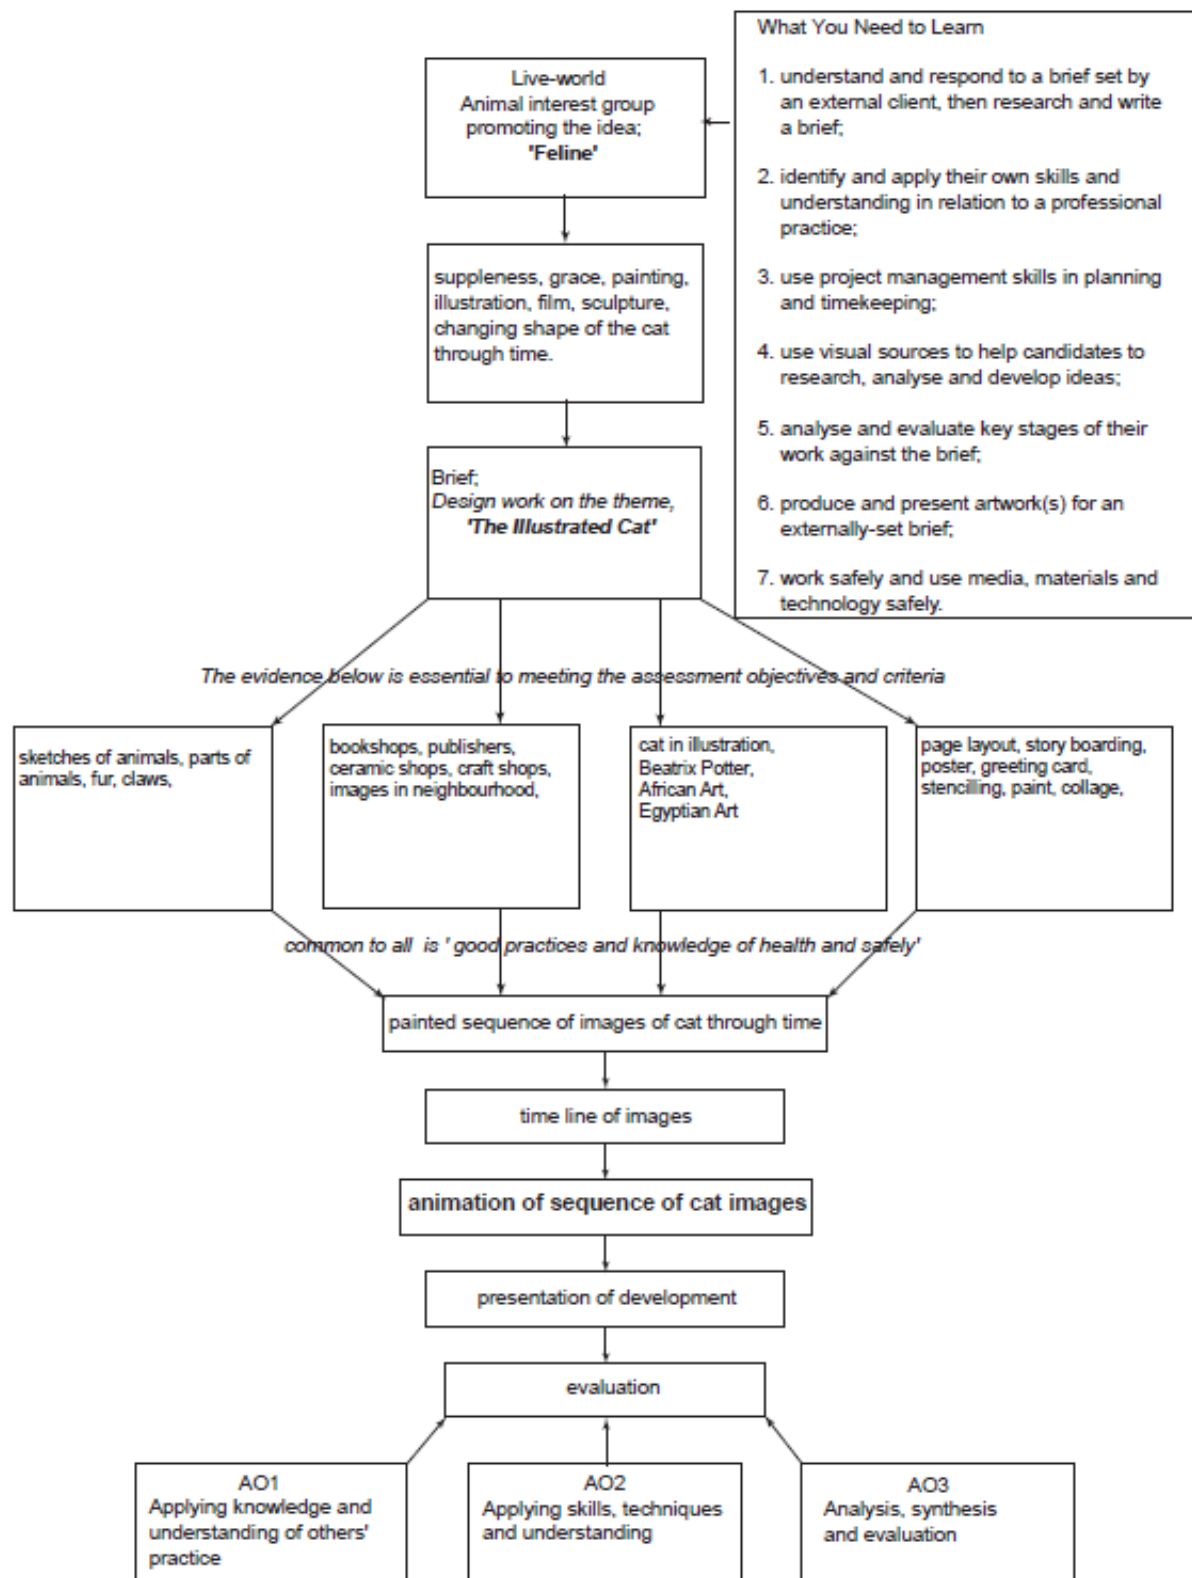 What You Need to Learn
1. understand and respond to a brief set by
an external client, then research and write
a brief;
2. identify and apply their own skills and
understanding in relation to a professional
practice;
3. use project management skills in planning
and timekeeping;
4. use visual sources to help candidates to
research, analyse and develop ideas;
5. analyse and evaluate key stages of their
work against the brief;
6. produce and present artwork(s) for an
externally-set brief;
7. work safely and use media, materials and
technology safely.
Live-world
Animal interest group
promoting the idea;
'Feline'
suppleness, grace, painting,
illustration, film, sculpture,
changing shape of the cat
through time.
Brief;
Design work on the theme,
'The Illustrated Cat'
The evidence below is essential to meeting the assessment objectives and criteria
sketches of animals, parts of
animals, fur, claws,
bookshops, publishers,
ceramic shops, craft shops,
images in neighbourhood,
cat in illustration,
Beatrix Potter,
African Art,
Egyptian Art
page layout, story boarding,
poster, greeting card,
stencilling, paint, collage,
common to all is ' good practices and knowledge of health and safely'
painted sequence of images of cat through time
time line of images
animation of sequence of cat images
presentation of development
evaluation
AO1
Applying knowledge and
understanding of others'
practice
AO2
Applying skills, techniques
and understanding
AO3
Analysis, synthesis
and evaluation